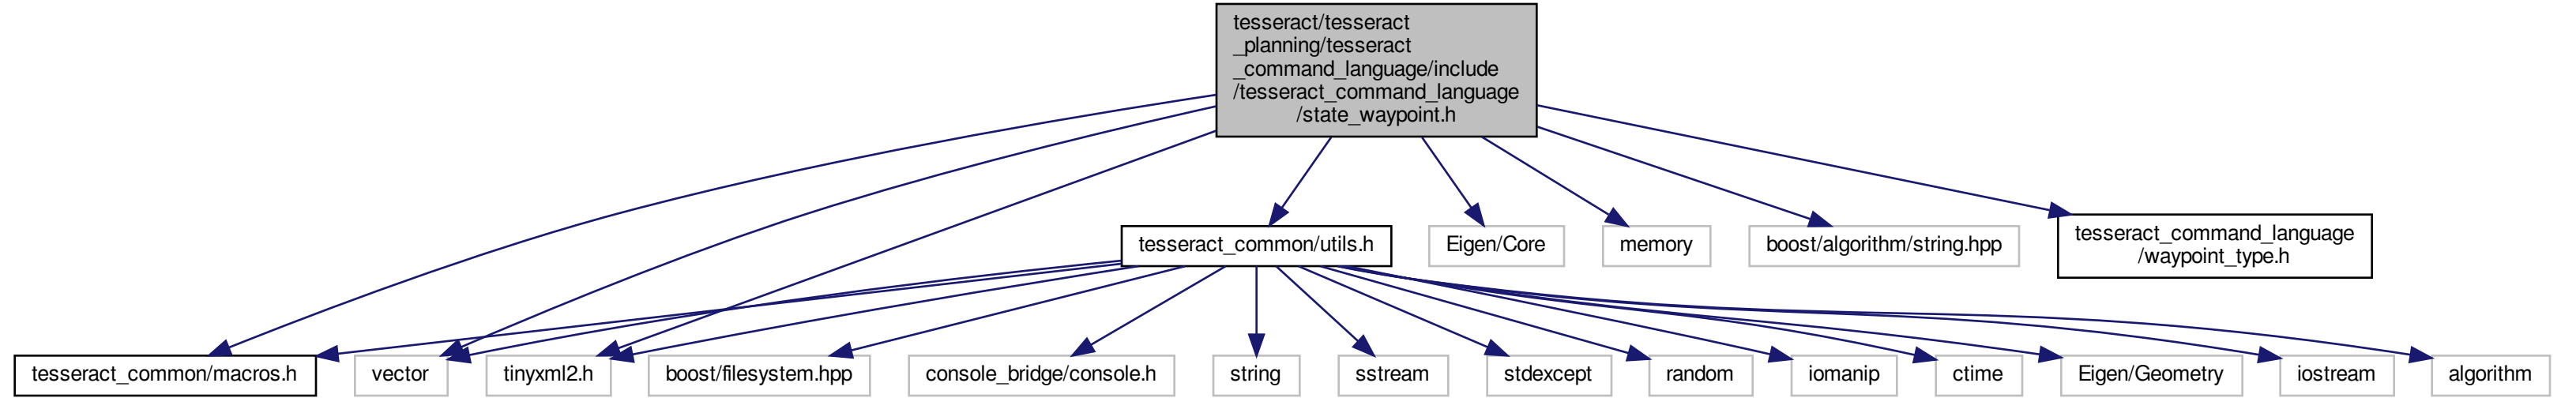 tesseract/tesseract
_planning/tesseract
_command_language/include
/tesseract_command_language
/state_waypoint.h
tesseract_common/utils.h
Eigen/Core
memory
boost/algorithm/string.hpp
tesseract_command_language
/waypoint_type.h
tesseract_common/macros.h
vector
tinyxml2.h
boost/filesystem.hpp
console_bridge/console.h
string
sstream
stdexcept
random
iomanip
ctime
Eigen/Geometry
iostream
algorithm